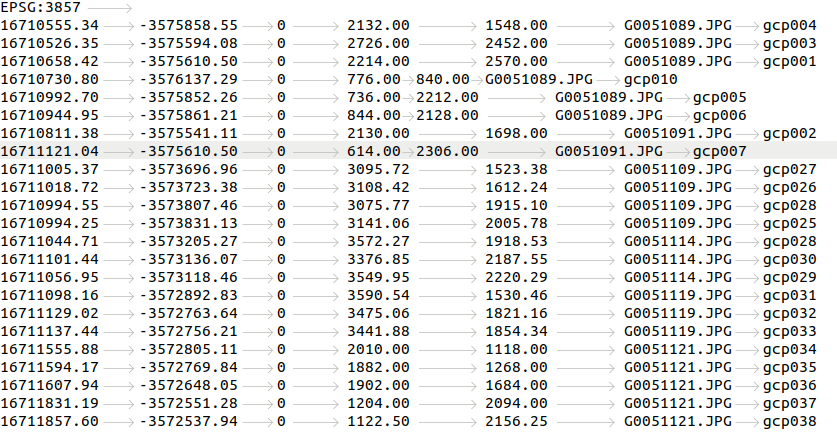 EPSG:3857
16710555.34 -3575858.55 0 2132.00 1548.00 G0051089.JPG gcp004
16710526.35 -3575594.08 0 2726.00 2452.00 G0051089.JPG gcp003
16710658.42 -3575610.50 0 2214.00 2570.00 G0051089.JPG gcp001
16710730.80 -3576137.29 0 776.00 840.00 G0051089.JPG gcp010
16710992.70 -3575852.26 0 736.00 2212.00 G0051089.JPG gcp005
16710944.95 -3575861.21 0 844.00 2128.00 G0051089.JPG gcp006
16710811.38 -3575541.11 0 2130.00 1698.00 G0051091.JPG gcp002
16711121.04 -3575610.50 0 614.00 2306.00 G0051091.JPG gcp007
16711005.37 -3573696.96 0 3095.72 1523.38 G0051109.JPG gcp027
16711018.72 -3573723.38 0 3108.42 1612.24 G0051109.JPG gcp026
16710994.55 -3573807.46 0 3075.77 1915.10 G0051109.JPG gcp028
16710994.25 -3573831.13 0 3141.06 2005.78 G0051109.JPG gcp025
16711044.71 -3573205.27 0 3572.27 1918.53 G0051114.JPG gcp028
16711101.44 -3573136.07 0 3376.85 2187.55 G0051114.JPG gcp030
16711056.95 -3573118.46 0 3549.95 2220.29 G0051114.JPG gcp029
16711098.16 -3572892.83 0 3590.54 1530.46 G0051119.JPG gcp031
16711129.02 -3572763.64 0 3475.06 1821.16 G0051119.JPG gcp032
16711137.44 -3572756.21 0 3441.88 1854.34 G0051119.JPG gcp033
16711555.88 -3572805.11 0 2010.00 1118.00 G0051121.JPG gcp034
16711594.17 -3572769.84 0 1882.00 1268.00 G0051121.JPG gcp035
16711607.94 -3572648.05 0 1902.00 1684.00 G0051121.JPG gcp036
16711831.19 -3572551.28 0 1204.00 2094.00 G0051121.JPG gcp037
16711857.60 -3572537.94 0 1122.50 2156.25 G0051121.JPG gcp038